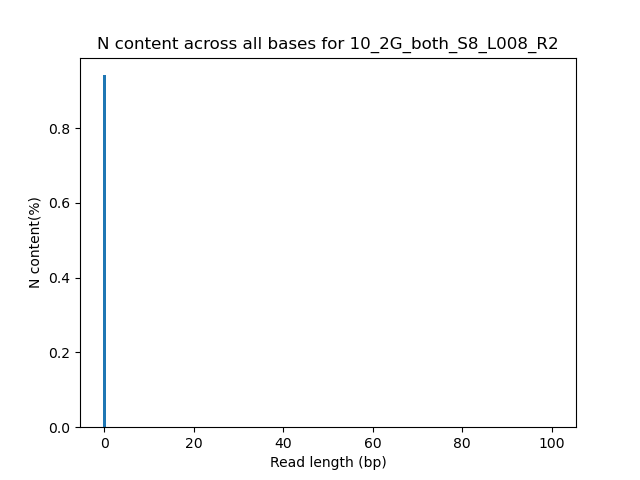 N content across all bases for 10_2G_both_S8_L008_R2
0.8
0.6
0.4
0.2
0.0
N content(%)
0 20 40 60 80 100
Read length (bp)